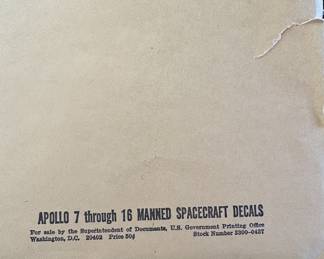 APOLLO 7 through 16 MANNED SPACECRAFT DECALS
For sale by the Superintendent of Documents, U.S. Government Printing Office
Washington, D.C. 20402 Price 50¢ Stock Number 3300-0437